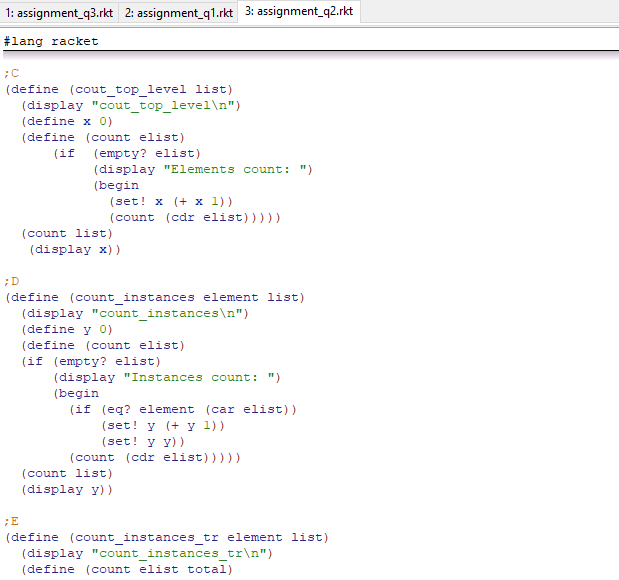 1: assignment_q3.rkt 2: assignment_q1.rkt 3: assignment_q2.rkt
#lang racket
;C
(define (cout_top_level list)
  (display "cout_top_level\n")
  (define x 0)
  (define (count elist)
      (if  (empty? elist)
           (display "Elements count: ")
           (begin
             (set! x (+ x 1))
             (count (cdr elist)))))
  (count list)
   (display x))
;D
(define (count_instances element list)
  (display "count_instances\n")
  (define y 0)
  (define (count elist)
  (if (empty? elist)
      (display "Instances count: ")
      (begin
        (if (eq? element (car elist))
            (set! y (+ y 1))
            (set! y y))
        (count (cdr elist)))))
  (count list)
  (display y))
;E
(define (count_instances_tr element list)
  (display "count_instances_tr\n")
  (define (count elist total)